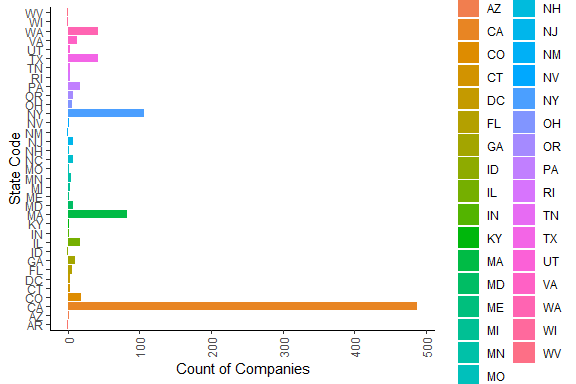 WV
WI
WA
VA
UT
TX
TN
RI
PA
OR
OH
NY
NV
NM
NJ
NH
NC
MO
MN
MI
ME
MD
MA
KY
IN
IL
ID
GA
FL
DC
CT
CO
CA
AZ
AR
State Code
0 100 200 300 400 500
Count of Companies
AZ NH
CA NJ
CO NM
CT NV
DC NY
FL OH
GA OR
ID PA
IL RI
IN TN
KY TX
MA UT
MD VA
ME WA
MI WI
MN WV
MO